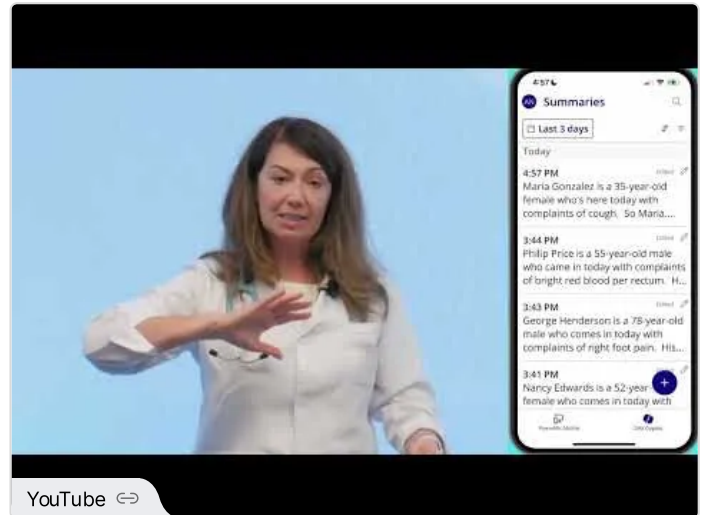 4:57
AN Summaries
Last 3 days
Today
4:57 PM
Maria Gonzalez is a 35-year-old
female who's here today with
complaints of cough. So Maria....
3:44 PM
Philip Price is a 55-year-old male
who came in today with complaints
of bright red blood per rectum. H...
3:43 PM
George Henderson is a 78-year-old
male who comes in today with
complaints of right foot pain. His...
3:41 PM
Nancy Edwards is a 52-year
female who comes in today with
YouTube